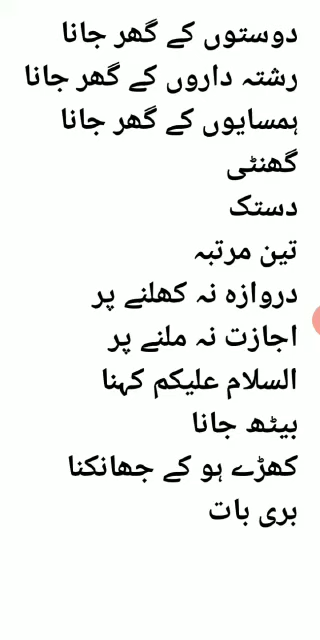 دوستوں کے گھر جانا
رشتہ داروں کے گھر جانا
ہمسایوں کے گھر جانا
گھنٹی
دستک
تین مرتبہ
دروازہ نہ کھلنے پر
اجازت نہ ملنے پر
السلام علیکم کہنا
بیٹھ جانا
کھڑے ہو کے جھانکنا
بری بات